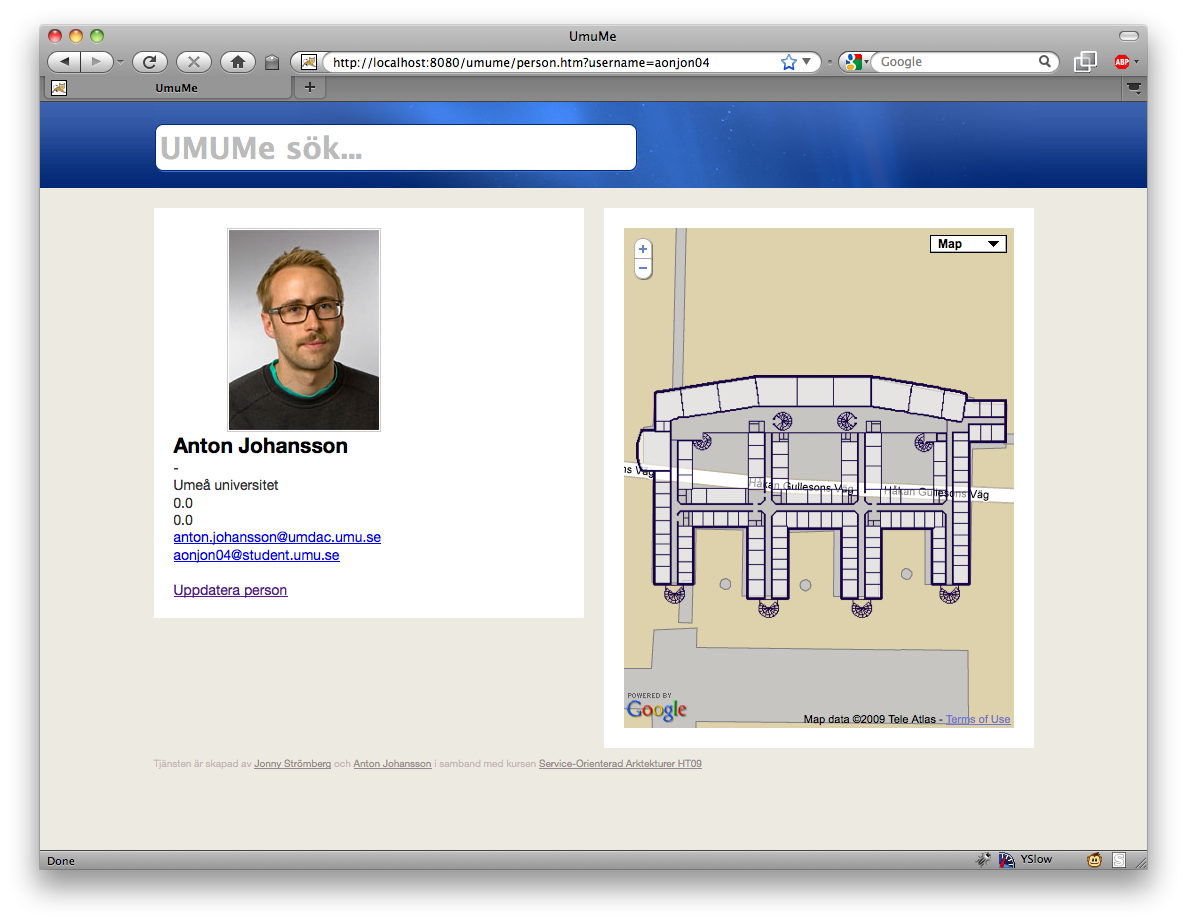 UmuMe
http://localhost:8080/umume/person.htm?username=aonjon04
Google
ABP
UmuMe
UMUMe sök...
Map
Anton Johansson
-
Umeå universitet
0.0
0.0
anton.johansson@umdac.umu.se
aonjon04@student.umu.se
Uppdatera person
ns Väg
Håkan Gullesons Väg
Håkan Gullesons Väg
POWERED BY
Google
Map data ©2009 Tele Atlas - Terms of Use
Tjänsten är skapad av Jonny Strömberg och Anton Johansson i samband med kursen Service-Orienterad Arktekturer HT09
Done
YSlow